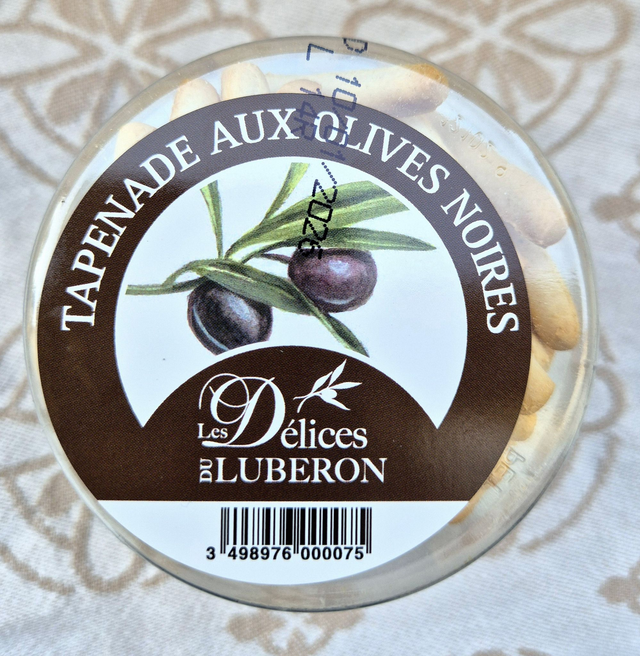 TAPENADE AUX OLIVES NOIRES
Les Délices
DU LUBERON
3 498976 000075